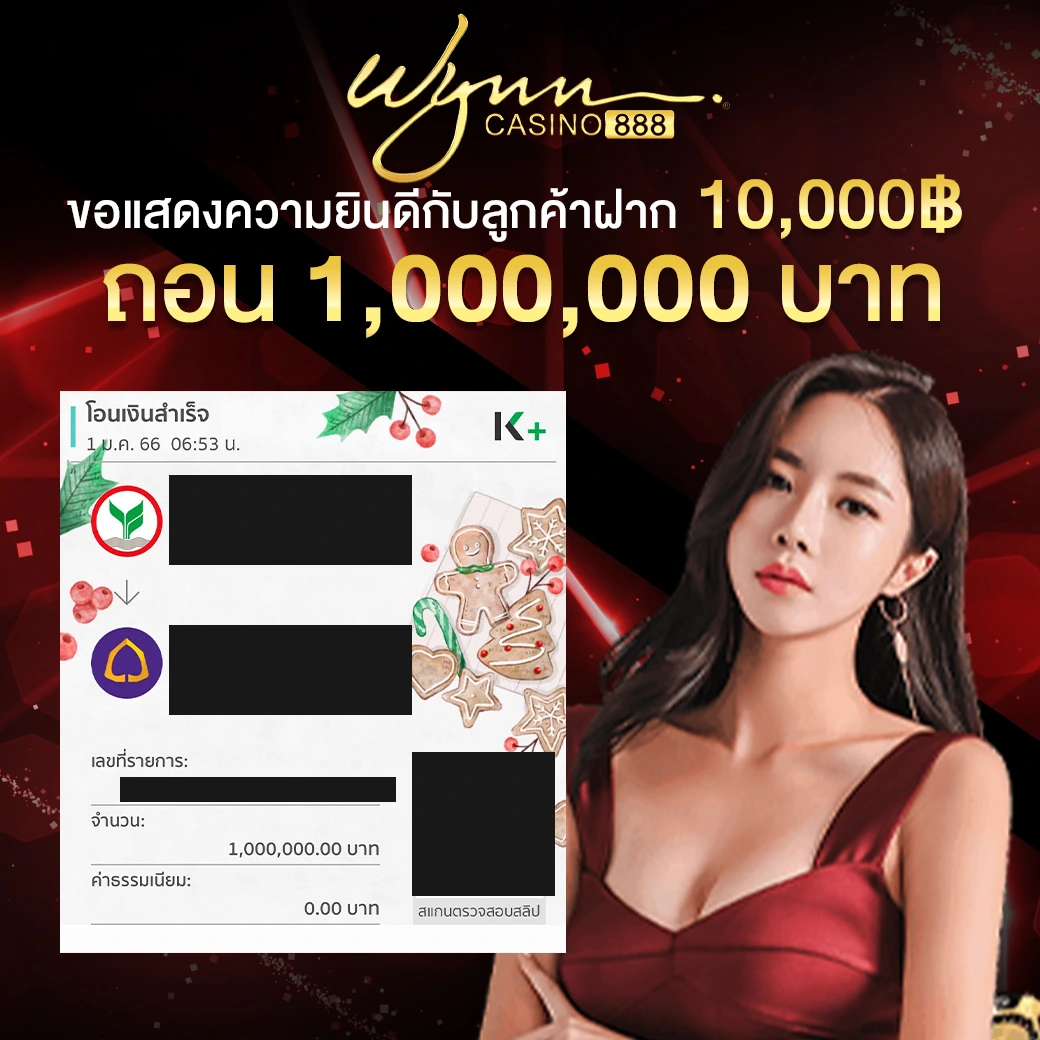 Wynn
CASINO 888
ขอแสดงความยินดีกับลูกค้าฝาก 10,000฿
ถอน 1,000,000 บาท
โอนเงินสำเร็จ
1 ม.ค. 66 06:53 น.
K+
เลขที่รายการ:
จำนวน:
1,000,000.00 บาท
ค่าธรรมเนียม:
0.00 บาท
สแกนตรวจสอบสลิป